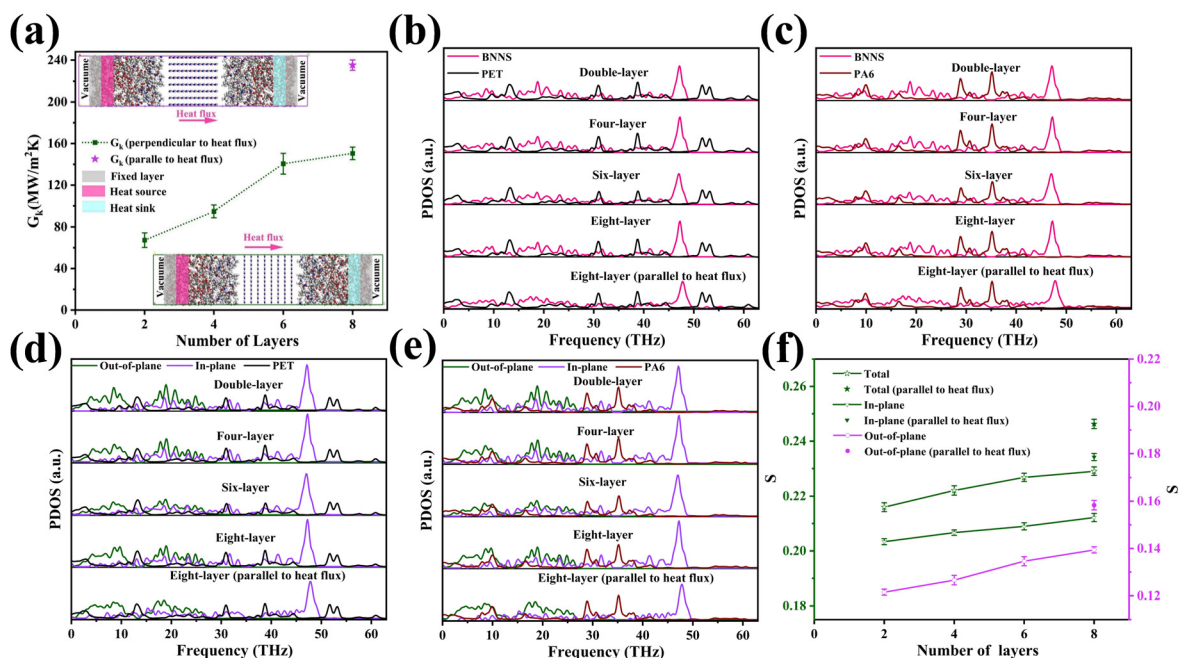 (a)
G_k(MW/m²K)
240
200
160
120
80
40
0
0
2
4
6
8
Number of Layers
Vacuume
Vacuume
Heat flux
G_k (perpendicular to heat flux)
G_k (paralle to heat flux)
Fixed layer
Heat source
Heat sink
Heat flux
Vacuume
Vacuume
(b)
BNNS
PET
Double-layer
Four-layer
Six-layer
Eight-layer
Eight-layer (parallel to heat flux)
PDOS (a.u.)
0 10 20 30 40 50 60
Frequency (THz)
(c)
BNNS
PA6
Double-layer
Four-layer
Six-layer
Eight-layer
Eight-layer (parallel to heat flux)
PDOS (a.u.)
0 10 20 30 40 50 60
Frequency (THz)
(d)
Out-of-plane In-plane PET
Double-layer
Four-layer
Six-layer
Eight-layer
Eight-layer (parallel to heat flux)
PDOS (a.u.)
0 10 20 30 40 50 60
Frequency (THz)
(e)
Out-of-plane In-plane PA6
Double-layer
Four-layer
Six-layer
Eight-layer
Eight-layer (parallel to heat flux)
PDOS (a.u.)
0 10 20 30 40 50 60
Frequency (THz)
(f)
Total
Total (parallel to heat flux)
In-plane
In-plane (parallel to heat flux)
Out-of-plane
Out-of-plane (parallel to heat flux)
S
0.26
0.24
0.22
0.20
0.18
S
0.22
0.20
0.18
0.16
0.14
0.12
0 2 4 6 8
Number of layers